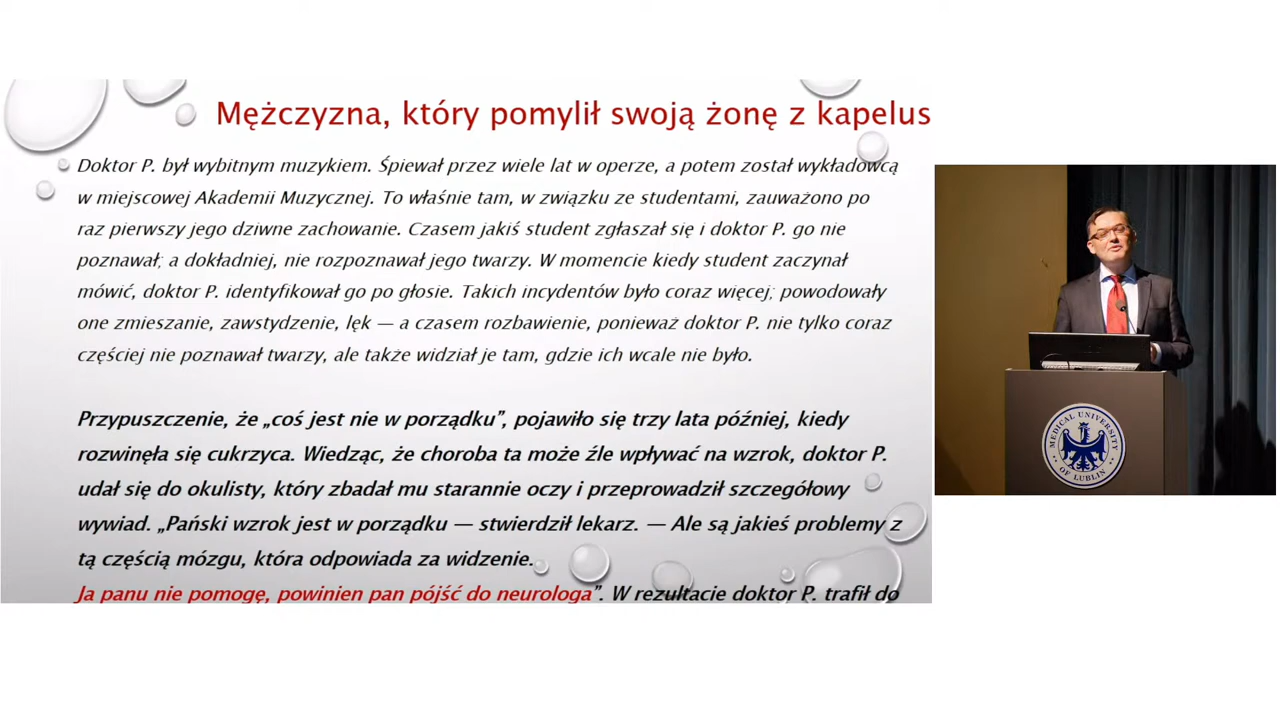 Mężczyzna, który pomylił swoją żonę z kapelus
Doktor P. był wybitnym muzykiem. Śpiewał przez wiele lat w operze, a potem został wykładowcą
w miejscowej Akademii Muzycznej. To właśnie tam, w związku ze studentami, zauważono po
raz pierwszy jego dziwne zachowanie. Czasem jakiś student zgłaszał się i doktor P. go nie
poznawał; a dokładniej, nie rozpoznawał jego twarzy. W momencie kiedy student zaczynał
mówić, doktor P. identyfikował go po głosie. Takich incydentów było coraz więcej; powodowały
one zmieszanie, zawstydzenie, lęk — a czasem rozbawienie, ponieważ doktor P. nie tylko coraz
częściej nie poznawał twarzy, ale także widział je tam, gdzie ich wcale nie było.
Przypuszczenie, że „coś jest nie w porządku”, pojawiło się trzy lata później, kiedy
rozwinęła się cukrzyca. Wiedząc, że choroba ta może źle wpływać na wzrok, doktor P.
udał się do okulisty, który zbadał mu starannie oczy i przeprowadził szczegółowy
wywiad. „Pański wzrok jest w porządku — stwierdził lekarz. — Ale są jakieś problemy z
tą częścią mózgu, która odpowiada za widzenie.
Ja panu nie pomogę, powinien pan pójść do neurologa”. W rezultacie doktor P. trafił do
MEDICAL UNIVERSITY
OF LUBLIN